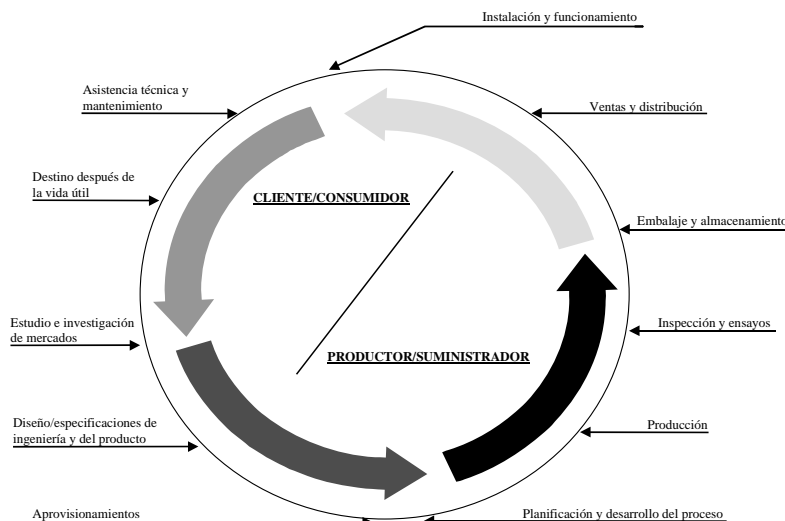 Instalación y funcionamiento
Asistencia técnica y
mantenimiento
Ventas y distribución
Destino después de
la vida útil
CLIENTE/CONSUMIDOR
Embalaje y almacenamiento
Estudio e investigación
de mercados
Inspección y ensayos
PRODUCTOR/SUMINISTRADOR
Diseño/especificaciones de
ingeniería y del producto
Producción
Aprovisionamientos
Planificación y desarrollo del proceso